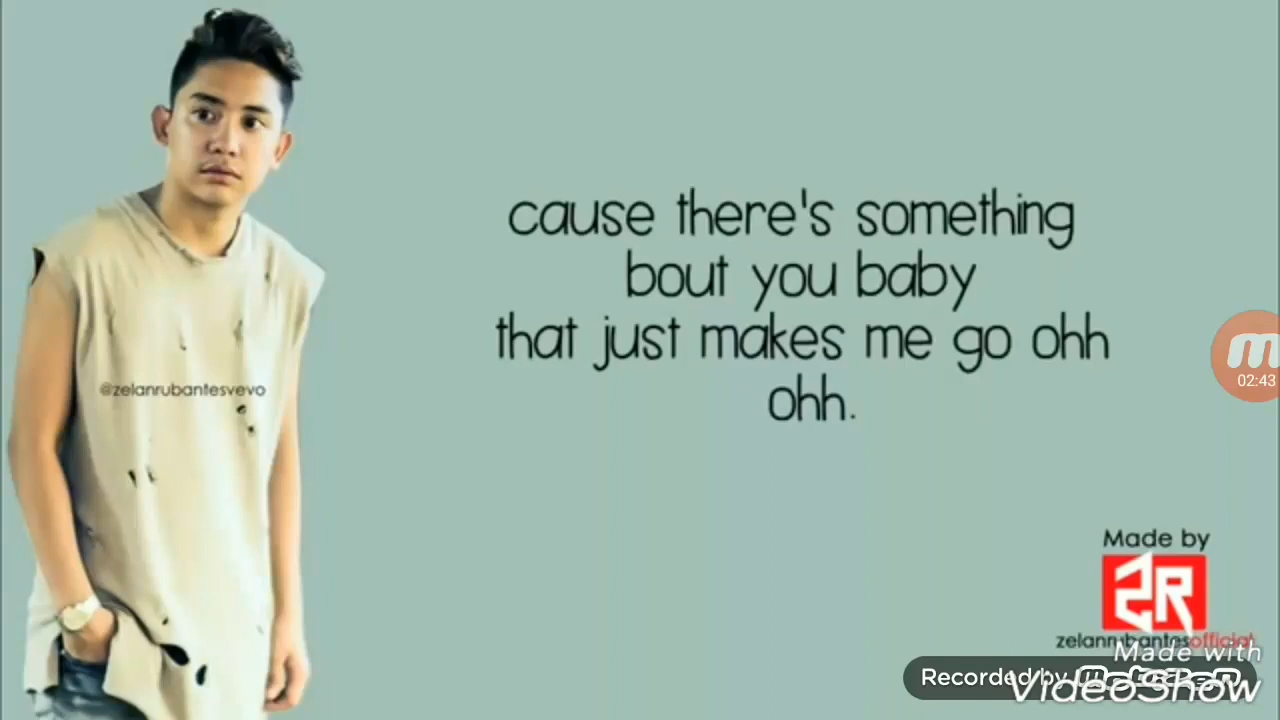 cause there's something
bout you baby
that just makes me go ohh
ohh.
@zelanrubantesvevo
02:43
Made by
ZR
zelanrubantesofficial
Made with
Recorded by
VideoShow